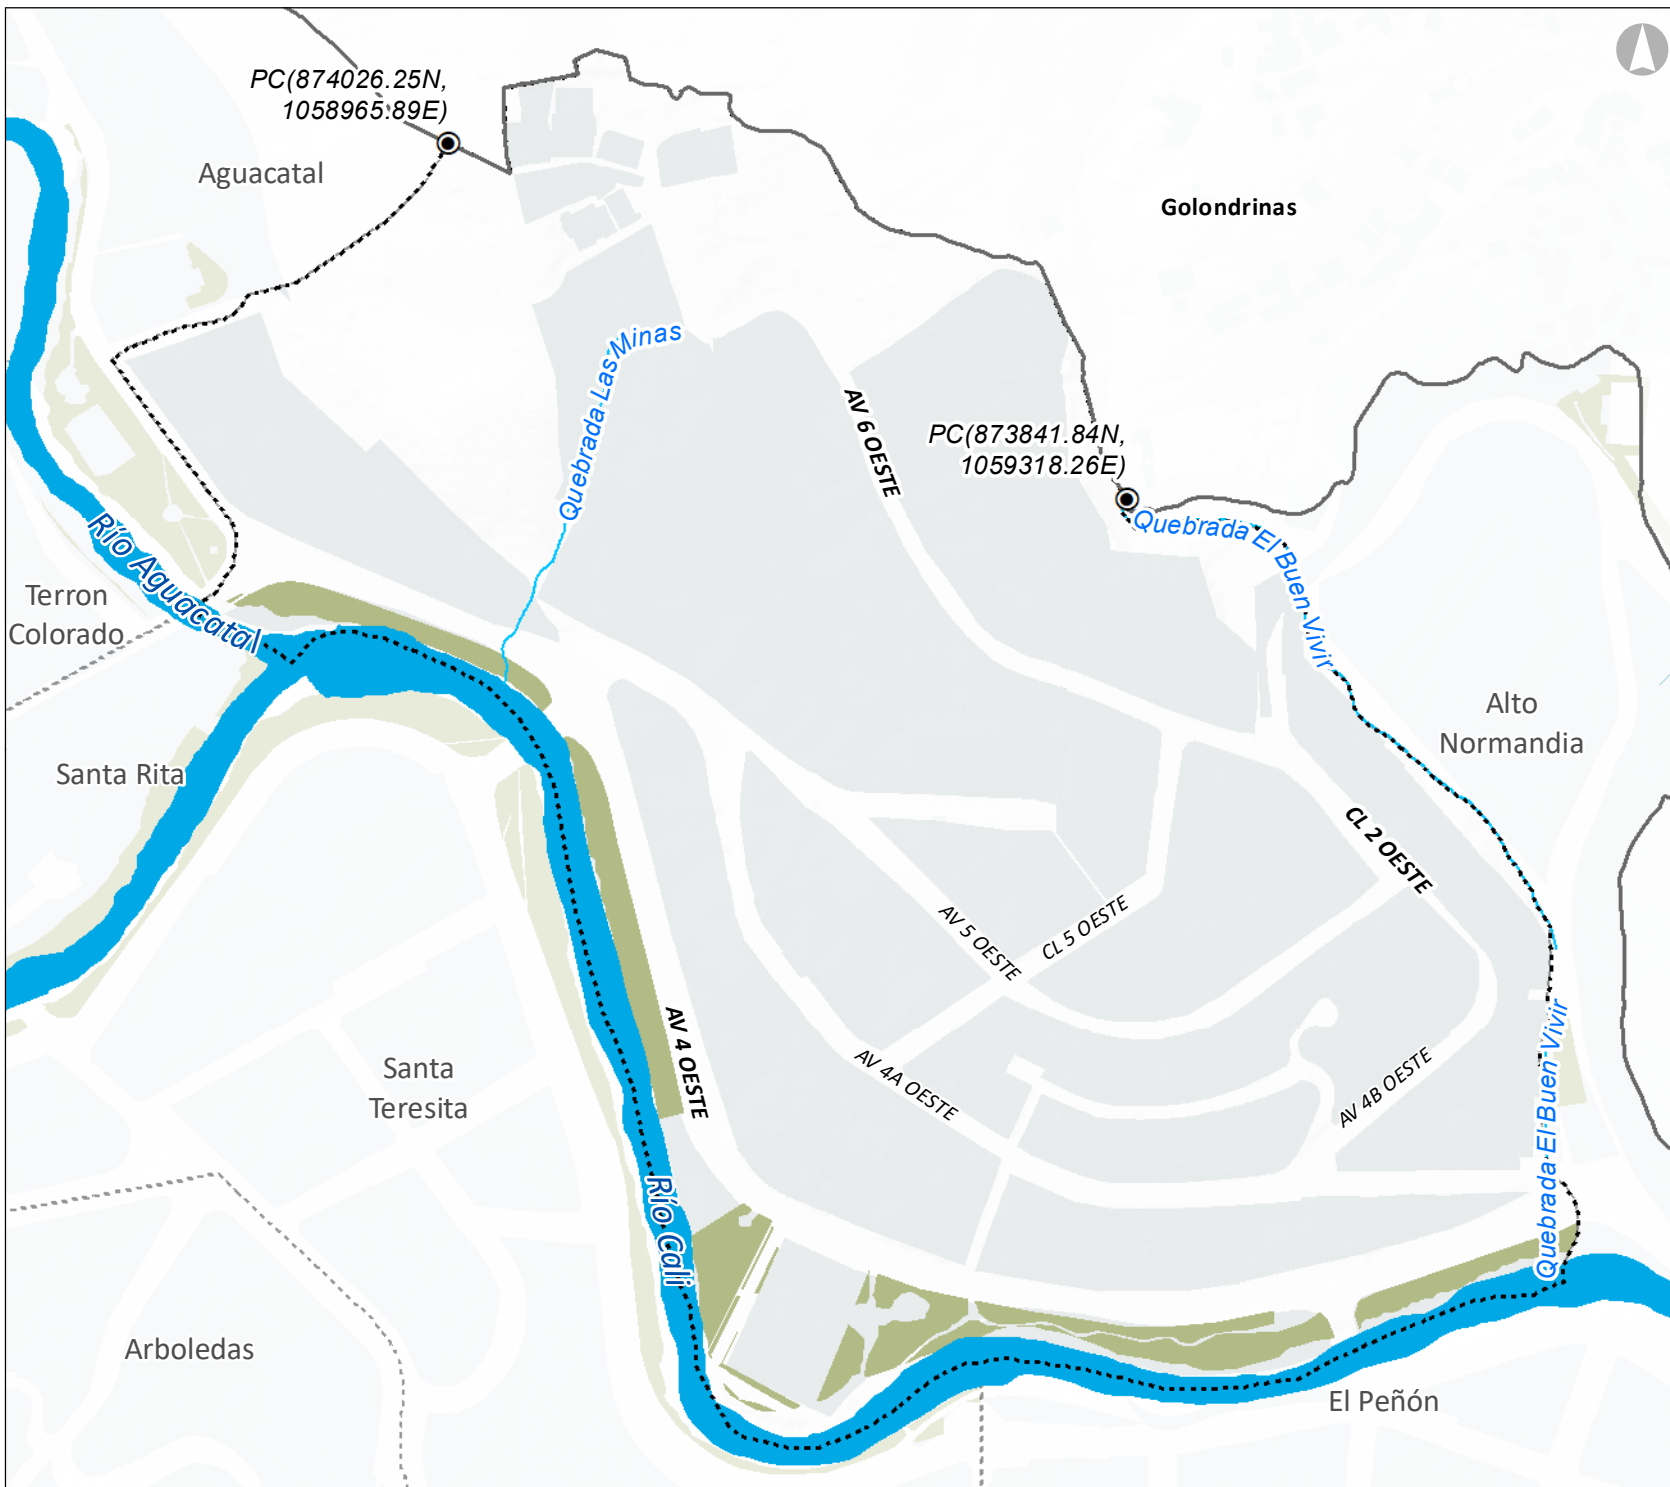 PC(874026.25N,
1058965.89E)
Aguacatal
Golondrinas
Quebrada Las Minas
AV 6 OESTE
PC(873841.84N,
1059318.26E)
Quebrada El Buen Vivir
Río Aguacatal
Terron
Colorado
Alto
Normandia
Santa Rita
CL 2 OESTE
AV 5 OESTE
CL 5 OESTE
AV 4 OESTE
AV 4A OESTE
AV 4B OESTE
Quebrada El Buen Vivir
Santa
Teresita
Río Cali
Arboledas
El Peñón